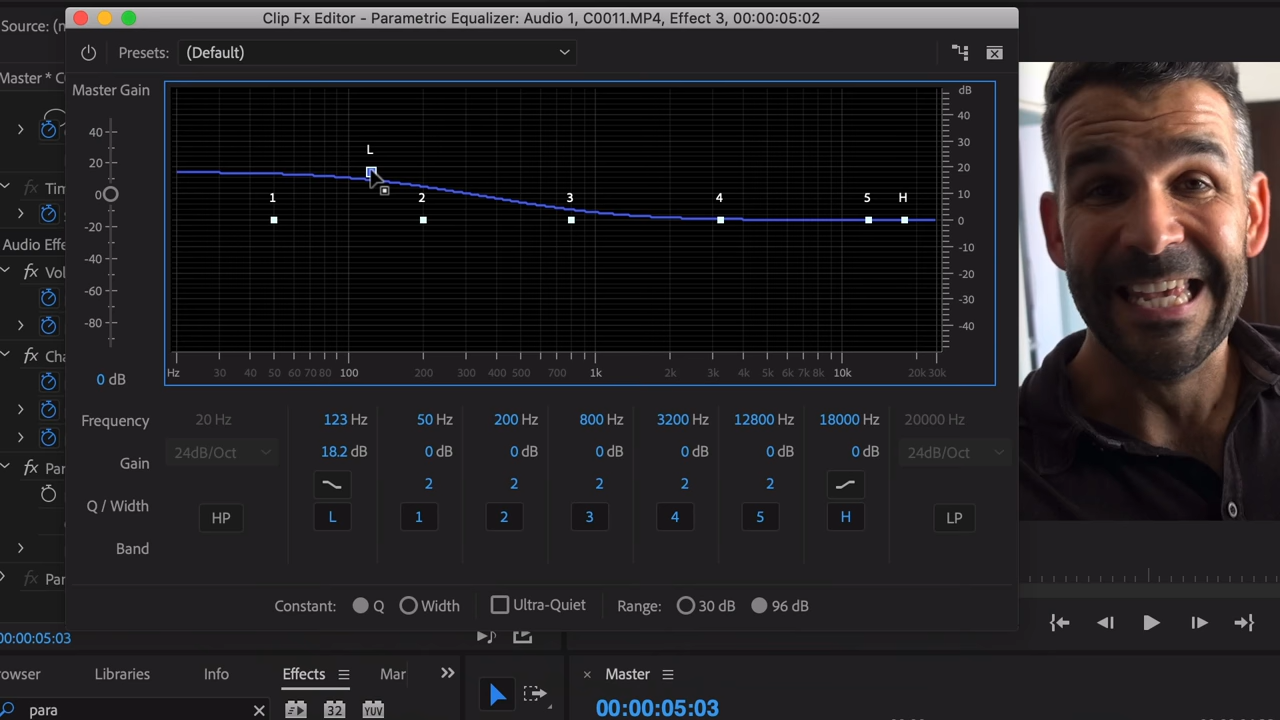 Source: (n
Clip Fx Editor - Parametric Equalizer: Audio 1, C0011.MP4, Effect 3, 00:00:05:02
Presets: (Default)
Master * C
Master Gain
dB
40
20
0
-20
-40
-60
-80
0 dB
L
1
2
3
4
5
H
40
30
20
10
0
-10
-20
-30
-40
Hz 30 40 50 60 70 80 100 200 300 400 500 700 1k 2k 3k 4k 5k 6k 7k 8k 10k 20k 30k
fx Tim
Audio Effe
fx Vol
fx Cha
fx Par
fx Par
Frequency 20 Hz 123 Hz 50 Hz 200 Hz 800 Hz 3200 Hz 12800 Hz 18000 Hz 20000 Hz
Gain 24dB/Oct 18.2 dB 0 dB 0 dB 0 dB 0 dB 0 dB 0 dB 24dB/Oct
Q / Width 2 2 2 2 2
Band HP L 1 2 3 4 5 H LP
Constant: Q Width Ultra-Quiet Range: 30 dB 96 dB
00:00:05:03
rowser Libraries Info Effects Mar
para 32 YUV
× Master
00:00:05:03